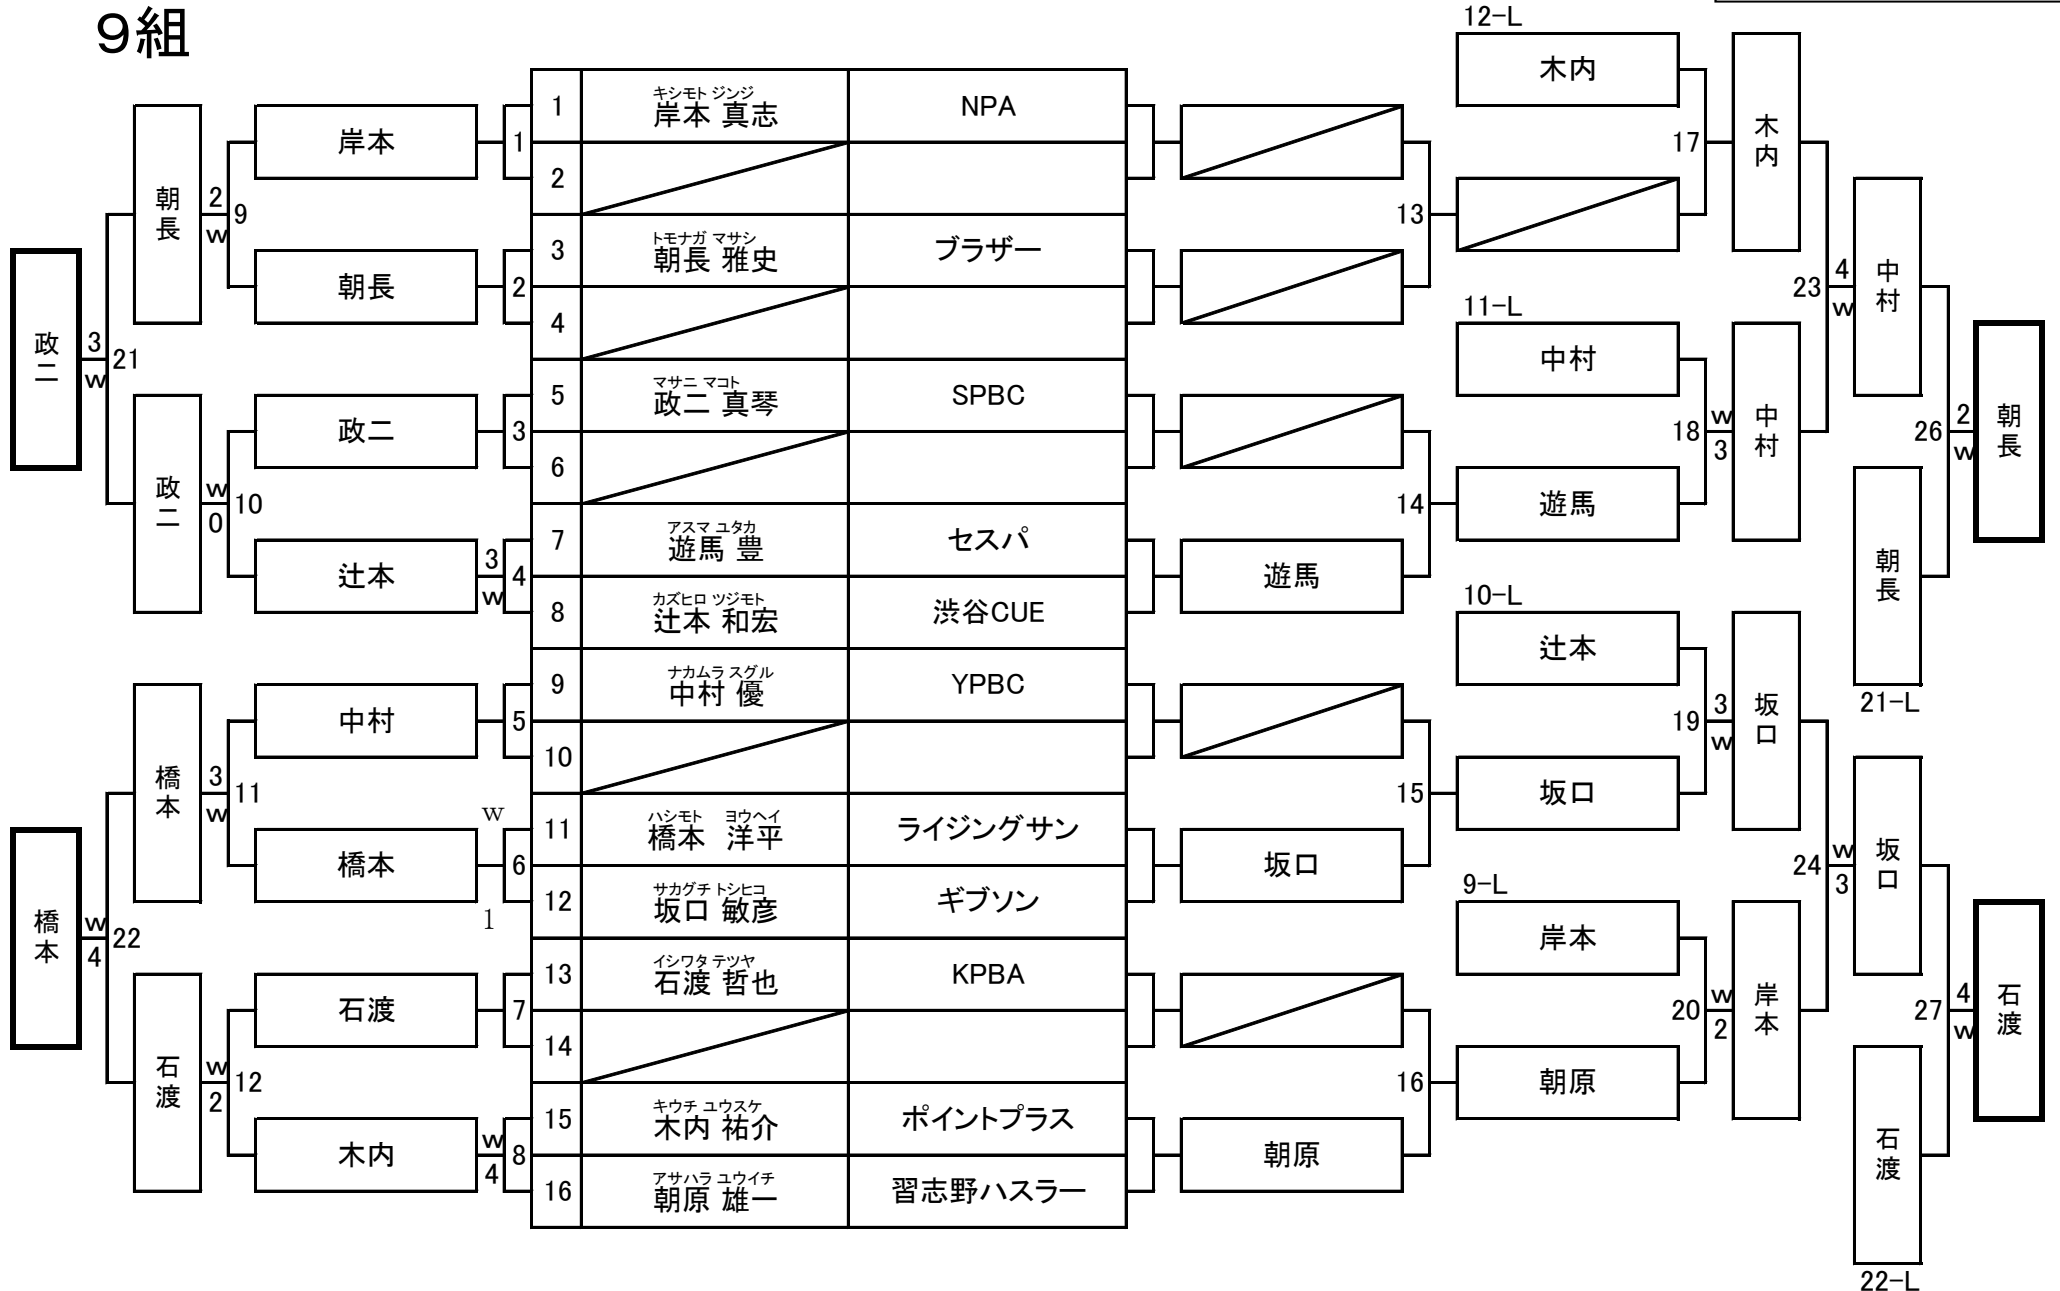 9組
12-L
木内
1 キシモト ジンジ 岸本 真志 NPA
2
3 トモナガ マサシ 朝長 雅史 ブラザー
4
5 マサニ マコト 政二 真琴 SPBC
6
7 アスマ ユタカ 遊馬 豊 セスパ
8 カズヒロ ツジモト 辻本 和宏 渋谷CUE
9 ナカムラ スグル 中村 優 YPBC
10
11 ハシモト ヨウヘイ 橋本 洋平 ライジングサン
12 サカグチ トシヒコ 坂口 敏彦 ギブソン
13 イシワタ テツヤ 石渡 哲也 KPBA
14
15 キウチ ユウスケ 木内 祐介 ポイントプラス
16 アサハラ ユウイチ 朝原 雄一 習志野ハスラー
岸本
1
朝長
2
政二
3
辻本
3
w
4
中村
5
橋本
w
6
1
石渡
7
木内
w
4
8
朝長
2
w
9
政二
w
0
10
橋本
3
w
11
石渡
w
2
12
政二
3
w
21
橋本
w
4
22
13
遊馬
14
坂口
15
朝原
16
17
木内
11-L
中村
遊馬
18
w
3
中村
10-L
辻本
坂口
19
3
w
坂口
9-L
岸本
朝原
20
w
2
岸本
23
4
w
中村
24
w
3
坂口
朝長
21-L
26
2
w
朝長
石渡
22-L
27
4
w
石渡